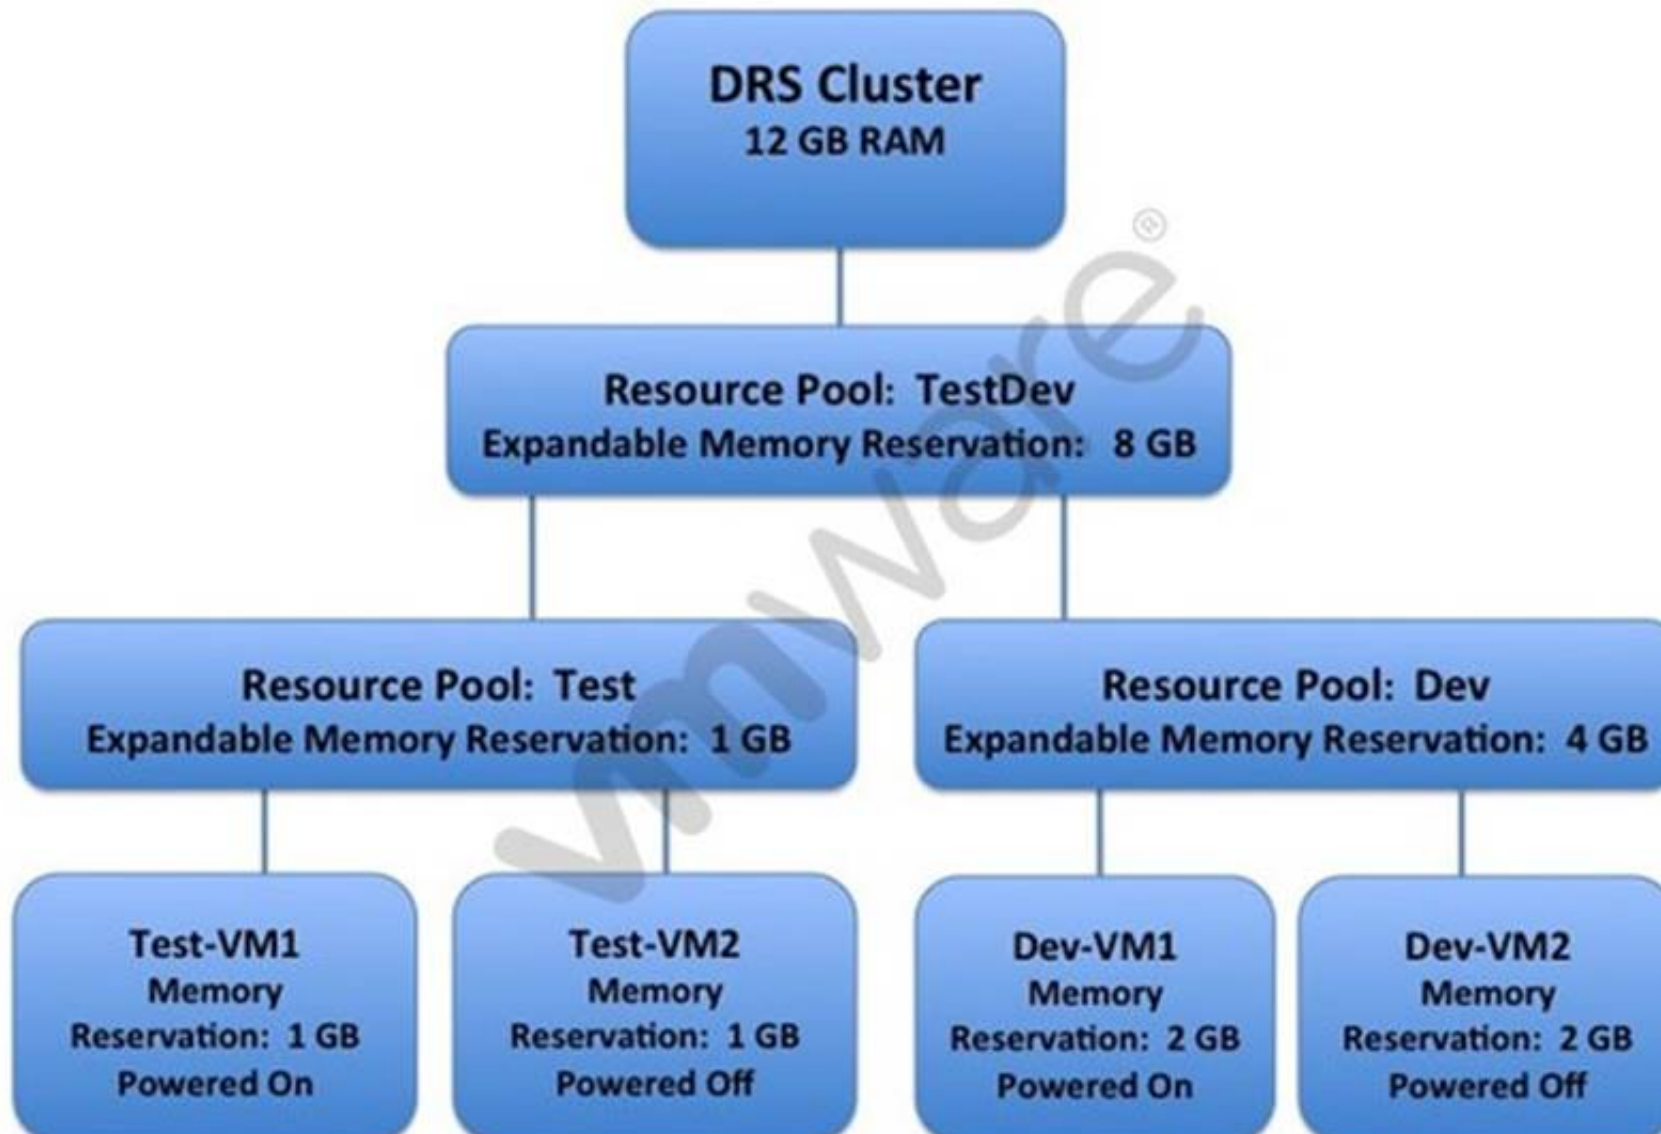 DRS Cluster
12 GB RAM
Resource Pool: TestDev
Expandable Memory Reservation: 8 GB
Resource Pool: Test
Expandable Memory Reservation: 1 GB
Resource Pool: Dev
Expandable Memory Reservation: 4 GB
Test-VM1
Memory
Reservation: 1 GB
Powered On
Test-VM2
Memory
Reservation: 1 GB
Powered Off
Dev-VM1
Memory
Reservation: 2 GB
Powered On
Dev-VM2
Memory
Reservation: 2 GB
Powered Off
vmware®